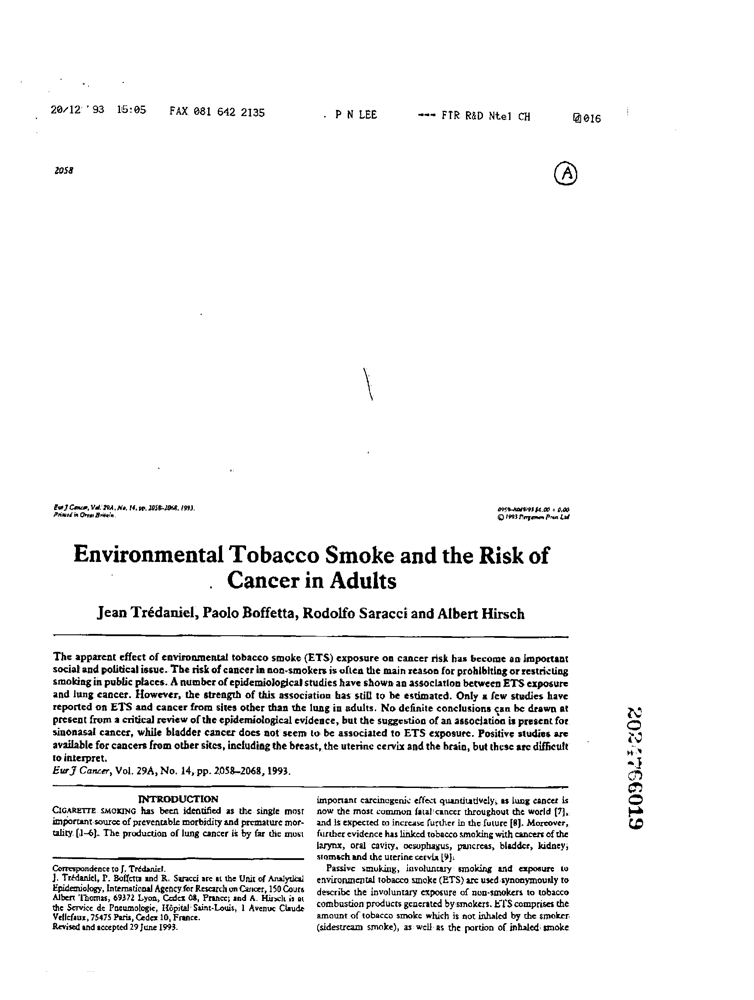 20/12 '93 15:05 FAX 081 642 2135 . P N LEE --- FTR R&D Ntel CH 016
2058
A
Eur J Cancer, Vol. 29A, No. 14, pp. 2058–2068, 1993.
Printed in Great Britain
© 1993 Pergamon Press Ltd
Environmental Tobacco Smoke and the Risk of
Cancer in Adults
Jean Trédaniel, Paolo Boffetta, Rodolfo Saracci and Albert Hirsch
The apparent effect of environmental tobacco smoke (ETS) exposure on cancer risk has become an important
social and political issue. The risk of cancer in non-smokers is often the main reason for prohibiting or restricting
smoking in public places. A number of epidemiological studies have shown an association between ETS exposure
and lung cancer. However, the strength of this association has still to be estimated. Only a few studies have
reported on ETS and cancer from sites other than the lung in adults. No definite conclusions can be drawn at
present from a critical review of the epidemiological evidence, but the suggestion of an association is present for
sinonasal cancer, while bladder cancer does not seem to be associated to ETS exposure. Positive studies are
available for cancers from other sites, including the breast, the uterine cervix and the brain, but these are difficult
to interpret.
Eur J Cancer, Vol. 29A, No. 14, pp. 2058–2068, 1993.
INTRODUCTION
CIGARETTE SMOKING has been identified as the single most
important source of preventable morbidity and premature mor-
tality [1–6]. The production of lung cancer is by far the most
Correspondence to J. Trédaniel.
J. Trédaniel, P. Boffetta and R. Saracci are at the Unit of Analytical
Epidemiology, International Agency for Research on Cancer, 150 Cours
Albert Thomas, 69372 Lyon, Cedex 08, France; and A. Hirsch is at
the Service de Pneumologie, Hôpital Saint-Louis, 1 Avenue Claude
Vellefaux, 75475 Paris, Cedex 10, France.
Revised and accepted 29 June 1993.
important carcinogenic effect quantitatively, as lung cancer is
now the most common fatal cancer throughout the world [7],
and is expected to increase further in the future [8]. Moreover,
further evidence has linked tobacco smoking with cancers of the
larynx, oral cavity, oesophagus, pancreas, bladder, kidney,
stomach and the uterine cervix [9].
Passive smoking, involuntary smoking and exposure to
environmental tobacco smoke (ETS) are used synonymously to
describe the involuntary exposure of non-smokers to tobacco
combustion products generated by smokers. ETS comprises the
amount of tobacco smoke which is not inhaled by the smoker
(sidestream smoke), as well as the portion of inhaled smoke